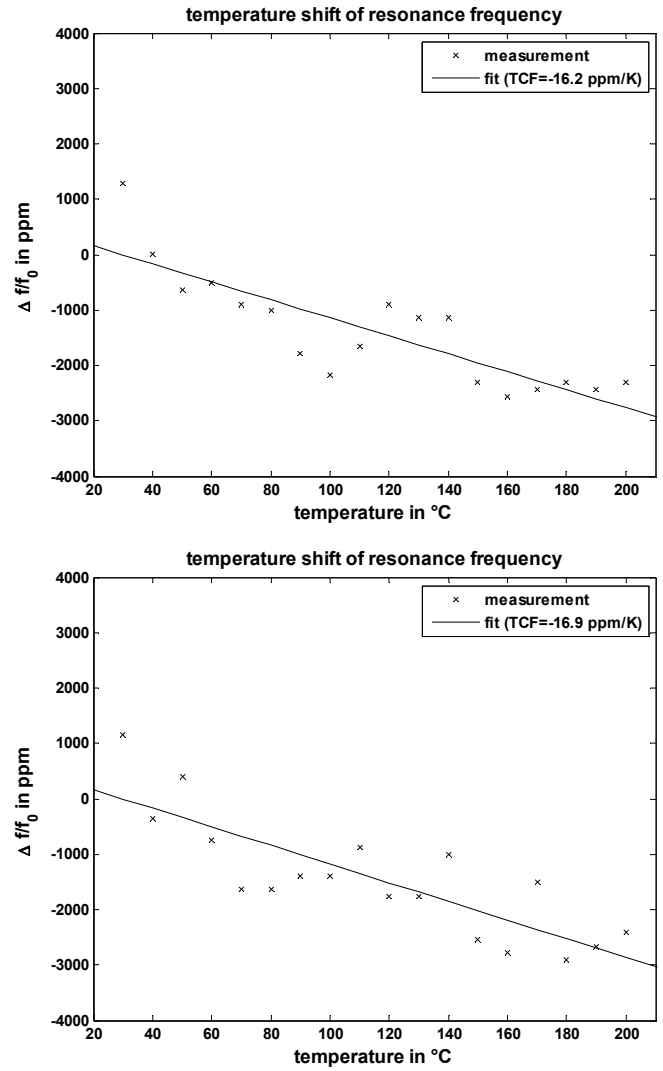 temperature shift of resonance frequency
4000
3000
2000
1000
0
-1000
-2000
-3000
-4000
Δ f/f0 in ppm
measurement
fit (TCF=-16.2 ppm/K)
20 40 60 80 100 120 140 160 180 200
temperature in °C
temperature shift of resonance frequency
4000
3000
2000
1000
0
-1000
-2000
-3000
-4000
Δ f/f0 in ppm
measurement
fit (TCF=-16.9 ppm/K)
20 40 60 80 100 120 140 160 180 200
temperature in °C